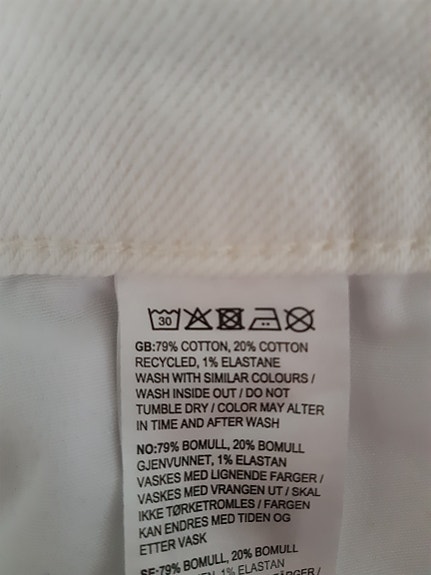 30
GB:79% COTTON, 20% COTTON
RECYCLED, 1% ELASTANE
WASH WITH SIMILAR COLOURS /
WASH INSIDE OUT / DO NOT
TUMBLE DRY / COLOR MAY ALTER
IN TIME AND AFTER WASH
NO:79% BOMULL, 20% BOMULL
GJENVUNNET, 1% ELASTAN
VASKES MED LIGNENDE FARGER /
VASKES MED VRANGEN UT / SKAL
IKKE TØRKETROMLES / FARGEN
KAN ENDRES MED TIDEN OG
ETTER VASK
SE:79% BOMULL, 20% BOMULL
1% ELASTAN